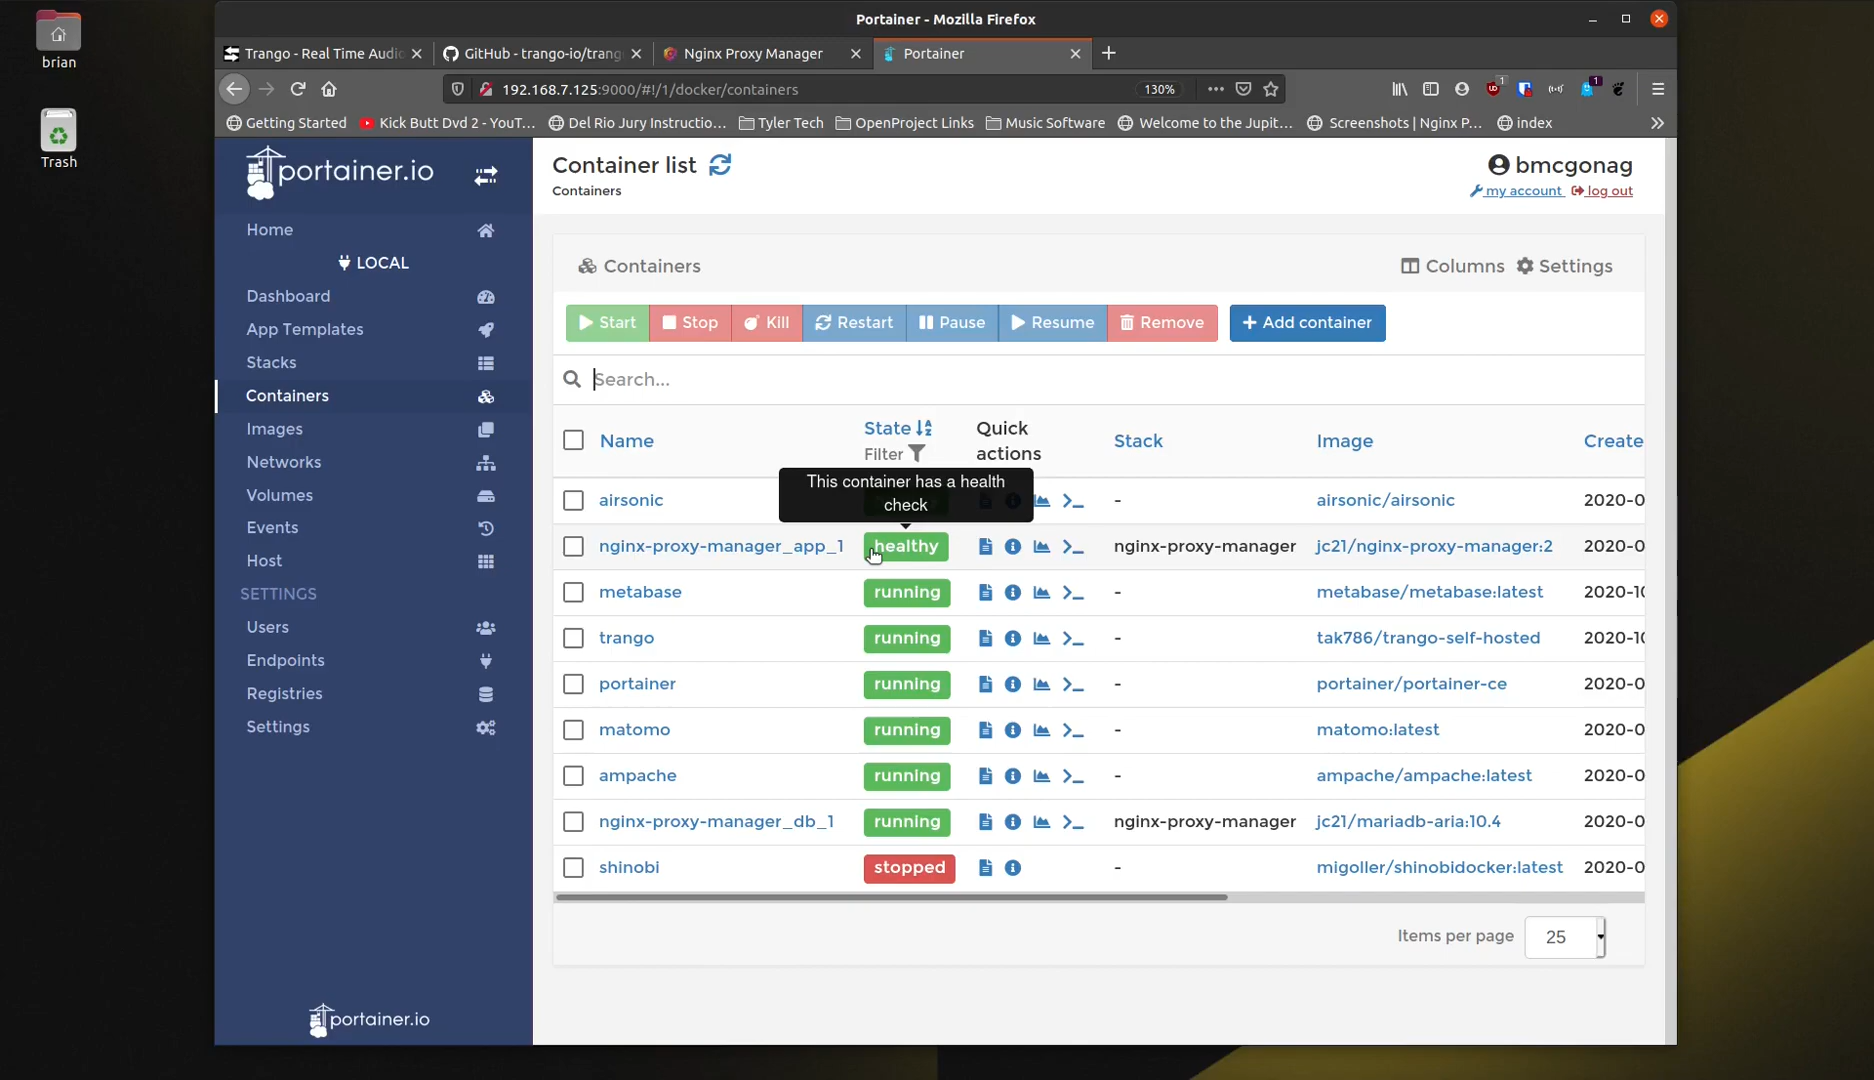 Portainer - Mozilla Firefox
brian
Trash
Trango - Real Time Audio
GitHub - trango-io/trang
Nginx Proxy Manager
Portainer
192.168.7.125:9000/#!/1/docker/containers
130%
1
1
Getting Started
Kick Butt Dvd 2 - YouT...
Del Rio Jury Instructio...
Tyler Tech
OpenProject Links
Music Software
Welcome to the Jupit...
Screenshots | Nginx P...
index
portainer.io
Home
LOCAL
Dashboard
App Templates
Stacks
Containers
Images
Networks
Volumes
Events
Host
SETTINGS
Users
Endpoints
Registries
Settings
portainer.io
Container list
Containers
bmcgonag
my account
log out
Containers
Columns
Settings
Start
Stop
Kill
Restart
Pause
Resume
Remove
Add container
Search...
Name
State
Filter
Quick actions
Stack
Image
Create
This container has a health
check
airsonic - airsonic/airsonic 2020-0
nginx-proxy-manager_app_1 healthy nginx-proxy-manager jc21/nginx-proxy-manager:2 2020-0
metabase running - metabase/metabase:latest 2020-10
trango running - tak786/trango-self-hosted 2020-10
portainer running - portainer/portainer-ce 2020-0
matomo running - matomo:latest 2020-0
ampache running - ampache/ampache:latest 2020-0
nginx-proxy-manager_db_1 running nginx-proxy-manager jc21/mariadb-aria:10.4 2020-0
shinobi stopped - migoller/shinobidocker:latest 2020-0
Items per page 25